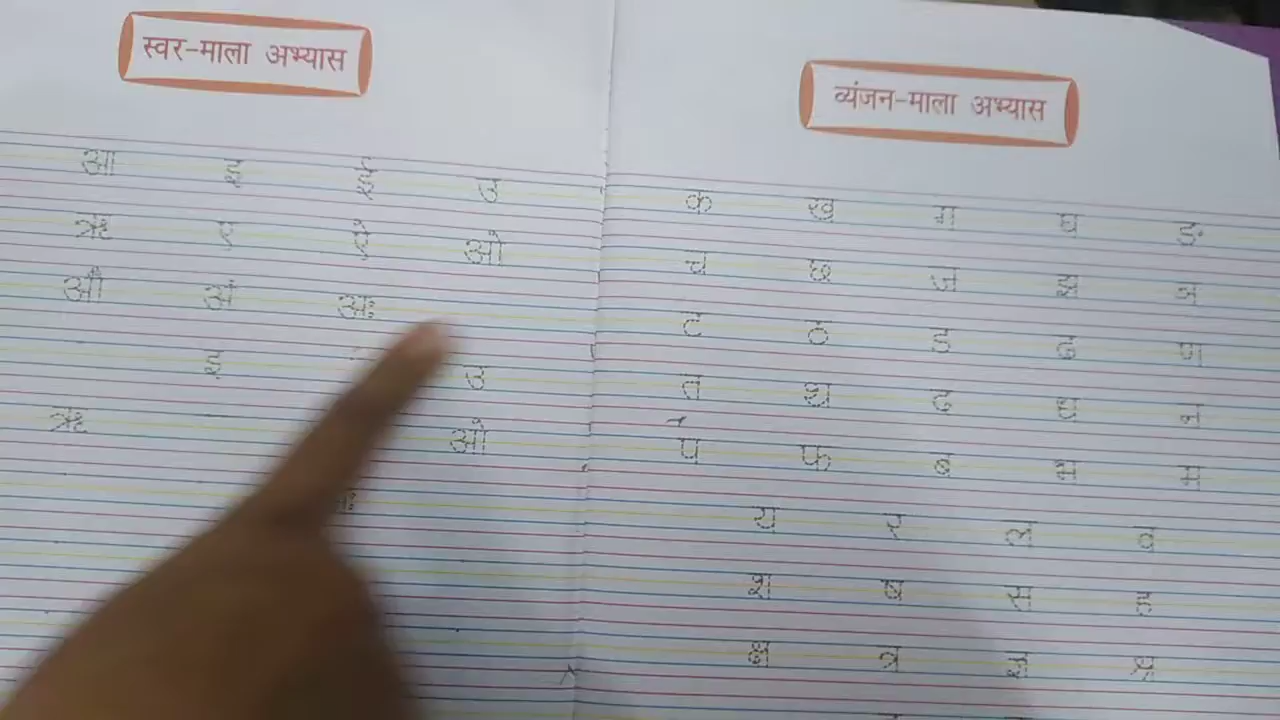 स्वर-माला अभ्यास
आ इ ई उ
ऋ ए ऐ ओ
औ अं अः
इ उ
ऋ ओ
व्यंजन-माला अभ्यास
क ख ग घ ङ
च छ ज झ ञ
ट ठ ड ढ ण
त थ द ध न
प फ ब भ म
य र ल व
श ष स ह
क्ष त्र ज्ञ श्र